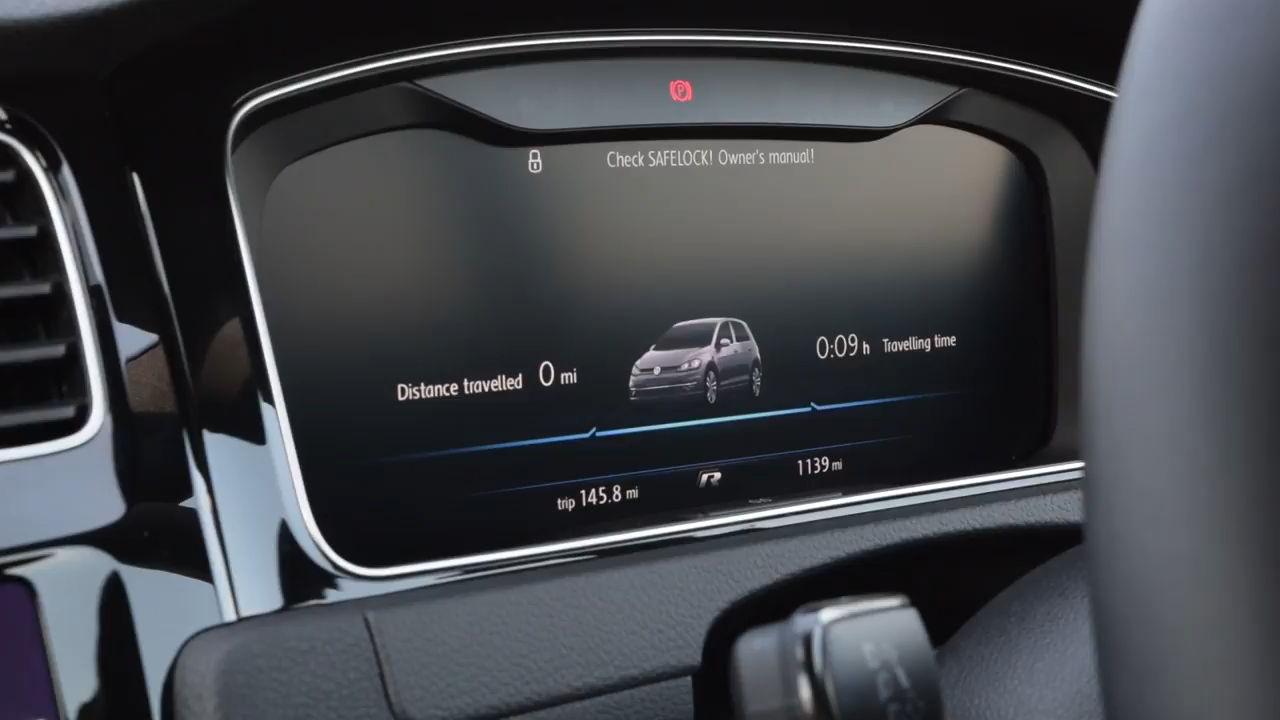 P
Check SAFELOCK! Owner's manual!
Distance travelled 0 mi
0:09 h Travelling time
trip 145.8 mi
R
1139 mi